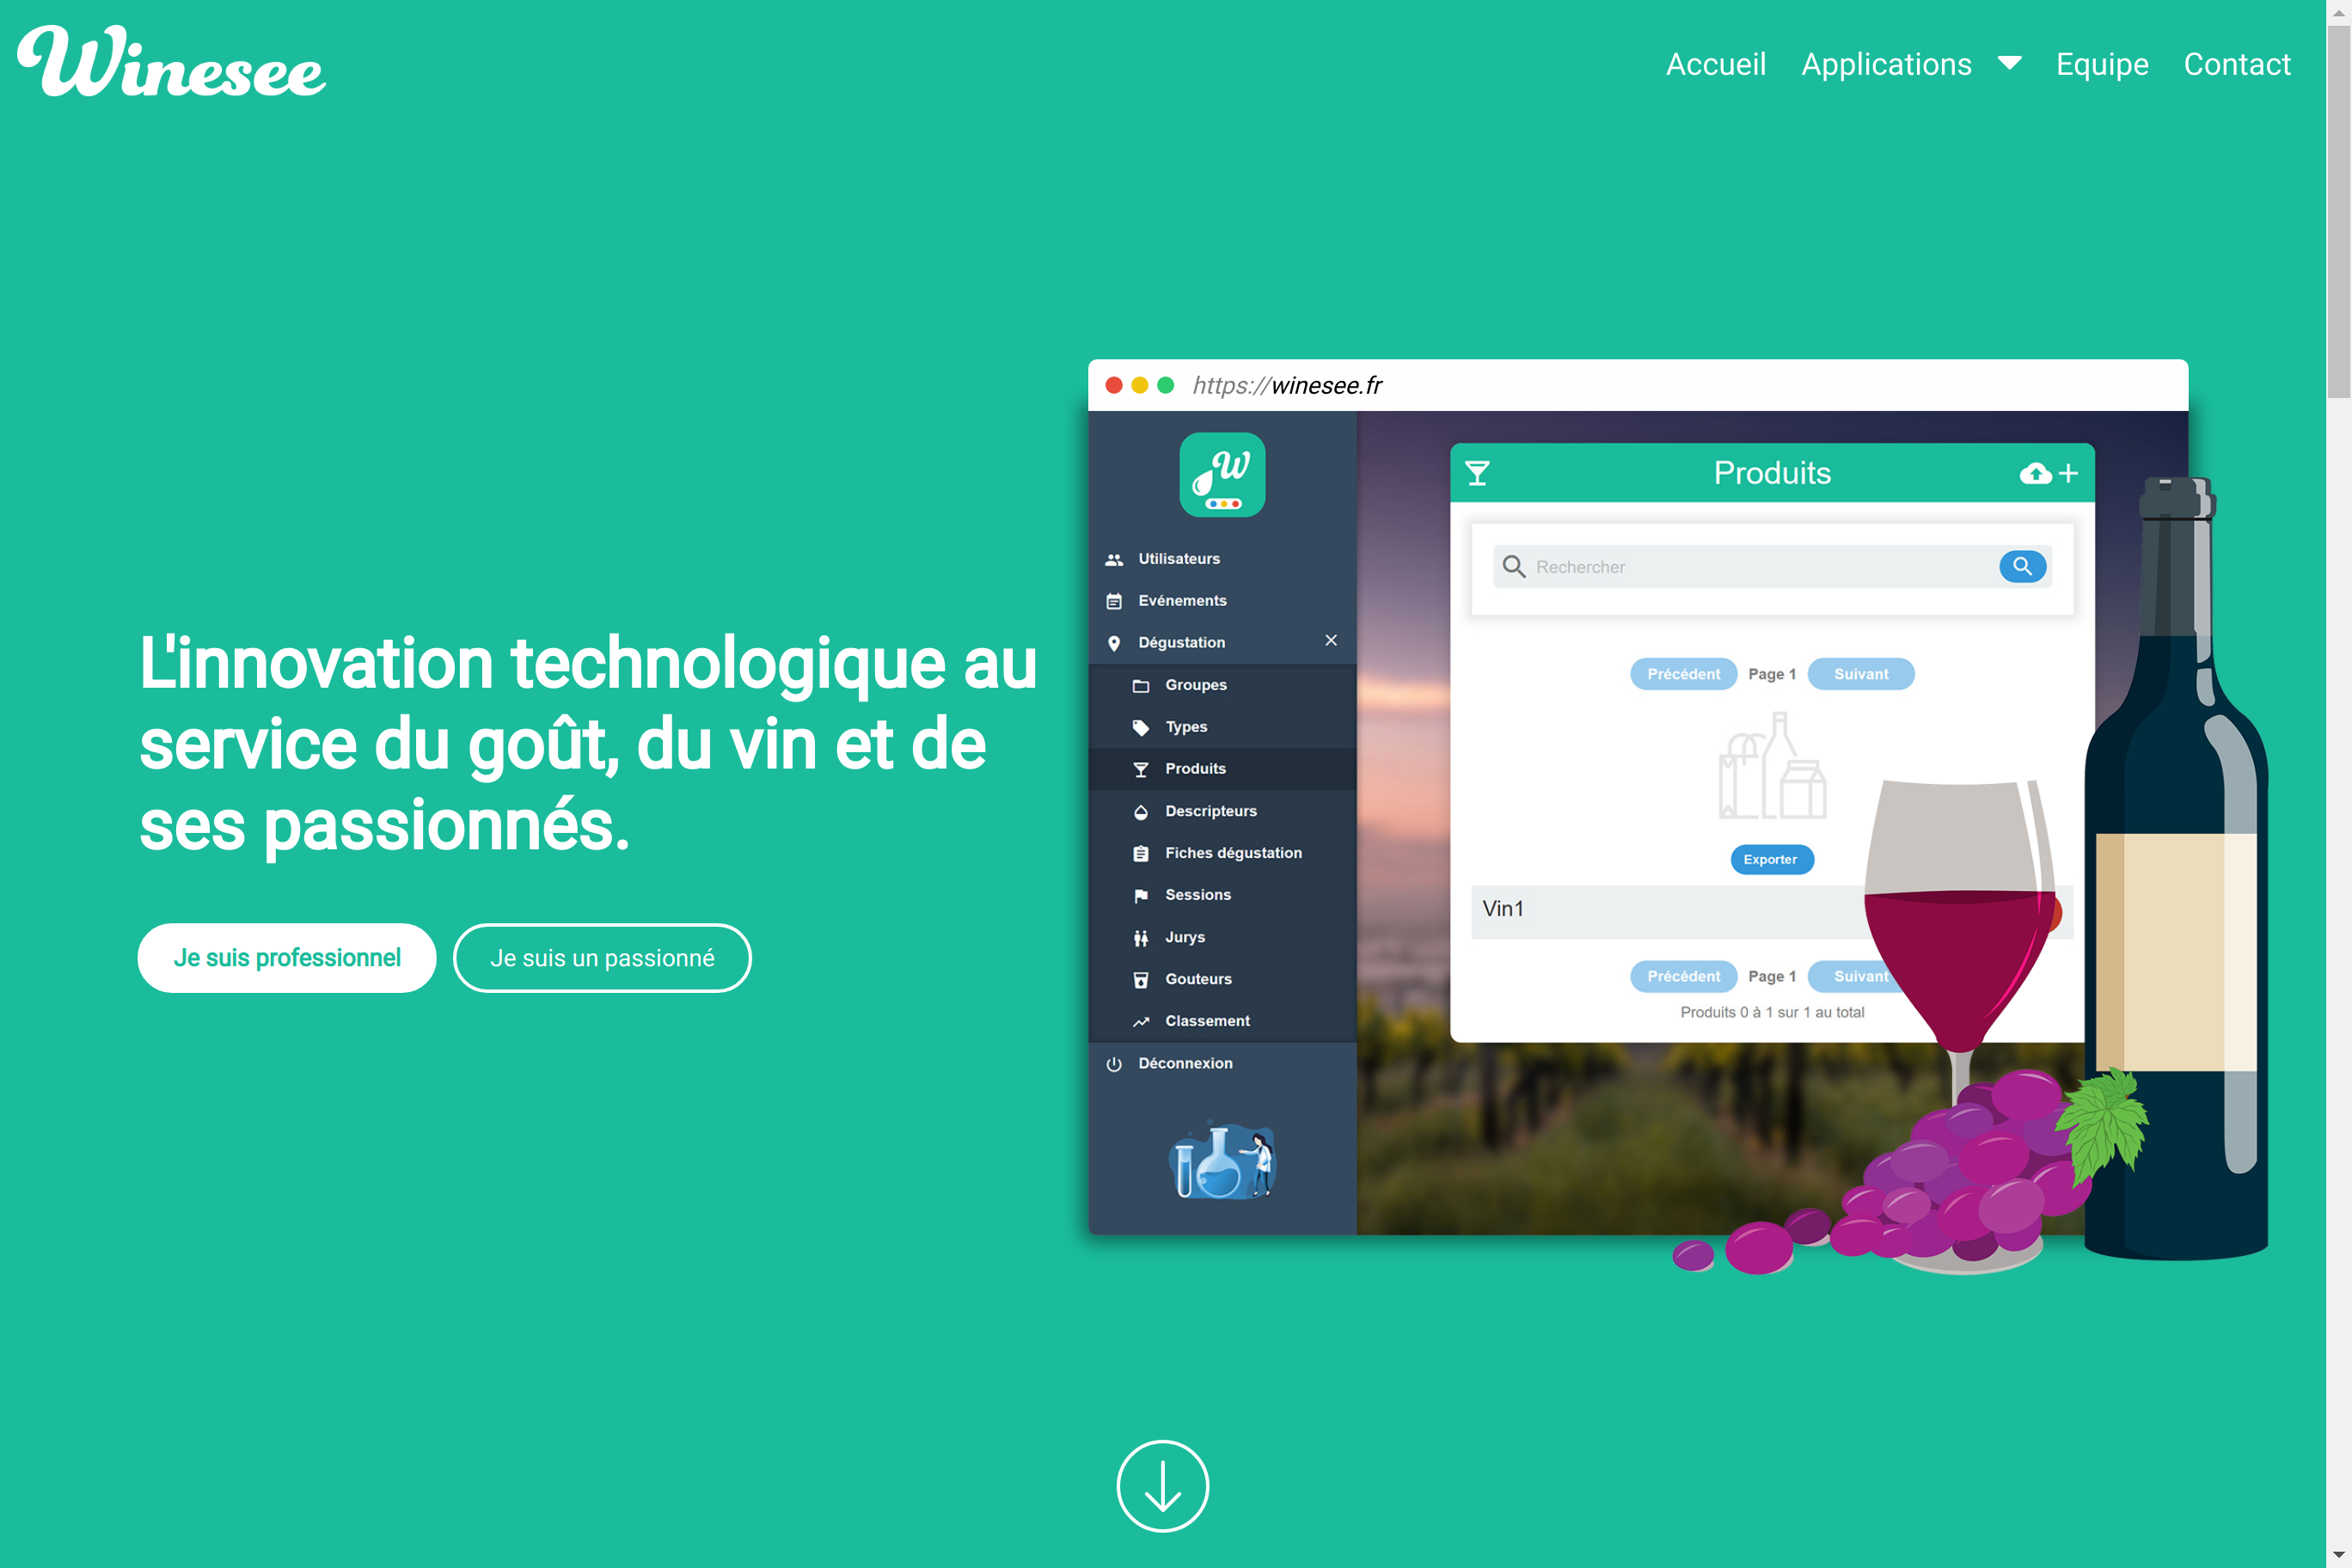 Winesee
Accueil
Applications
Equipe
Contact
L'innovation technologique au
service du goût, du vin et de
ses passionnés.
Je suis professionnel
Je suis un passionné
https://winesee.fr
W
Utilisateurs
Evénements
Dégustation
Groupes
Types
Produits
Descripteurs
Fiches dégustation
Sessions
Jurys
Gouteurs
Classement
Déconnexion
Produits
Rechercher
Précédent Page 1 Suivant
Exporter
Vin1
Précédent Page 1 Suivant
Produits 0 à 1 sur 1 au total